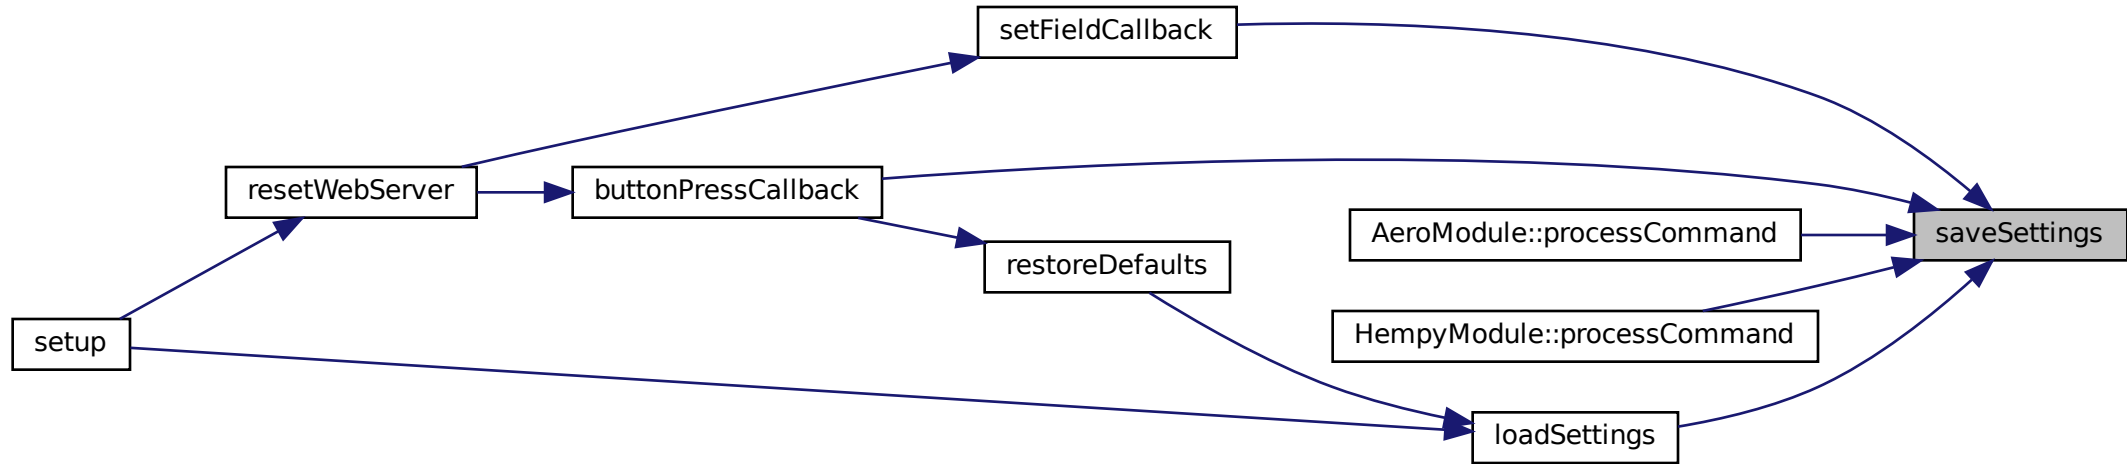 setFieldCallback
resetWebServer
buttonPressCallback
AeroModule::processCommand
saveSettings
restoreDefaults
setup
HempyModule::processCommand
loadSettings